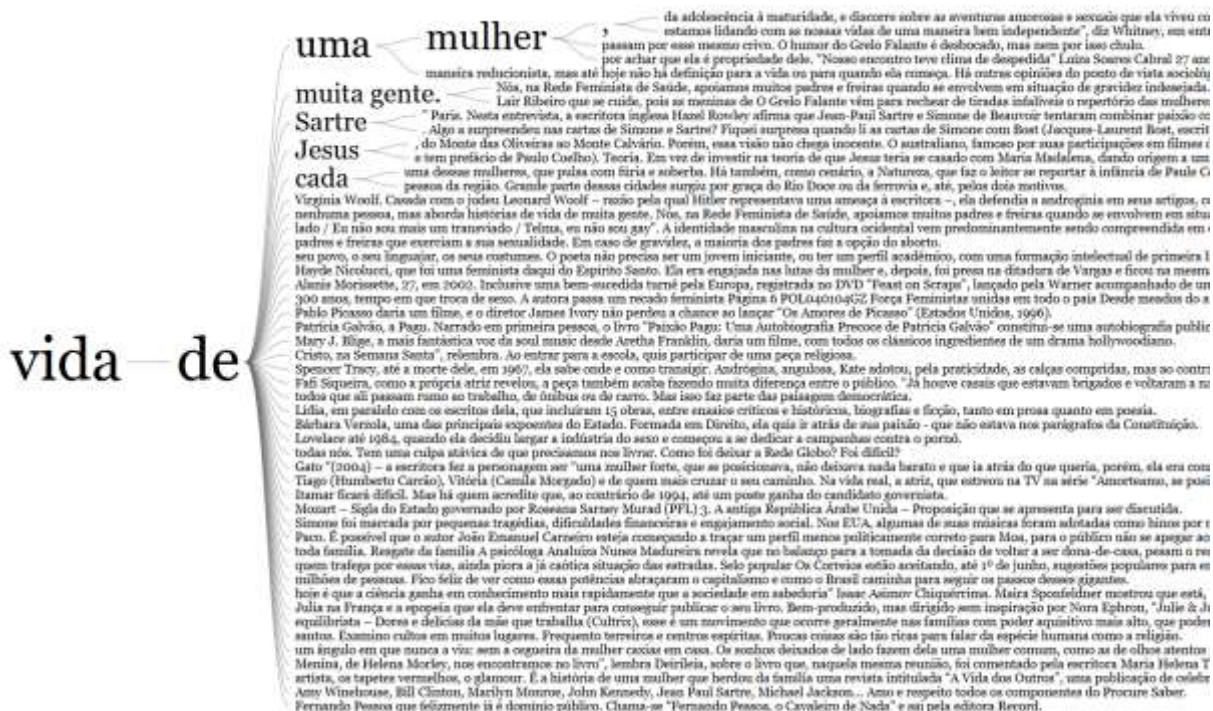 vida de
uma mulher ,
da adolescência à maturidade, e discorre sobre as aventuras amorosas e sexuais que ela viveu co
estamos lidando com as nossas vidas de uma maneira bem independente", diz Whitney, em entr
passam por esse mesmo crivo. O humor do Grelo Falante é desbocado, mas nem por isso chulo.
por achar que ela é propriedade dele. "Nosso encontro teve clima de despedida" Luiza Soares Cabral 27 ano
maneira reducionista, mas até hoje não há definição para a vida ou para quando ela começa. Há outras opiniões do ponto de vista sociológ
muita gente.
Nós, na Rede Feminista de Saúde, apoiamos muitos padres e freiras quando se envolvem em situação de gravidez indesejada.
Lair Ribeiro que se cuide, pois as meninas de O Grelo Falante vêm para rechear de tiradas infalíveis o repertório das mulheres
Sartre
" Paris. Nesta entrevista, a escritora inglesa Hazel Rowley afirma que Jean-Paul Sartre e Simone de Beauvoir tentaram combinar paixão co
. Algo a surpreendeu nas cartas de Simone e Sartre? Fiquei surpresa quando li as cartas de Simone com Bost (Jacques-Laurent Bost, escrit
Jesus
, do Monte das Oliveiras ao Monte Calvário. Porém, essa visão não chega inocente. O australiano, famoso por suas participações em filmes d
e tem prefácio de Paulo Coelho). Teoria. Em vez de investir na teoria de que Jesus teria se casado com Maria Madalena, dando origem a um
cada
uma dessas mulheres, que pulsa com fúria e soberba. Há também, como cenário, a Natureza, que faz o leitor se reportar à infância de Paule Co
pessoa da região. Grande parte dessas cidades surgiu por graça do Rio Doce ou da ferrovia e, até, pelos dois motivos.
Virginia Woolf. Casada com o judeu Leonard Woolf – razão pela qual Hitler representava uma ameaça à escritora –, ela defendia a androginia em seus artigos, co
nenhuma pessoa, mas aborda histórias de vida de muita gente. Nós, na Rede Feminista de Saúde, apoiamos muitos padres e freiras quando se envolvem em situa
lado / Eu não sou mais um transviado / Telma, eu não sou gay". A identidade masculina na cultura ocidental vem predominantemente sendo compreendida em o
padres e freiras que exerciam a sua sexualidade. Em caso de gravidez, a maioria dos padres faz a opção do aborto.
seu povo, o seu linguajar, os seus costumes. O poeta não precisa ser um jovem iniciante, ou ter um perfil acadêmico, com uma formação intelectual de primeira l
Hayde Nicolucci, que foi uma feminista daqui do Espírito Santo. Ela era engajada nas lutas da mulher e, depois, foi presa na ditadura de Vargas e ficou na mesma
Alanis Morissette, 27, em 2002. Inclusive uma bem-sucedida turnê pela Europa, registrada no DVD "Feast on Scraps", lançado pela Warner acompanhado de um
300 anos, tempo em que troca de sexo. A autora passa um recado feminista Página 6 POL040104GZ Força Feministas unidas em todo o país Desde meados do a
Pablo Picasso daria um filme, e o diretor James Ivory não perdeu a chance ao lançar "Os Amores de Picasso" (Estados Unidos, 1996).
Patrícia Galvão, a Pagu. Narrado em primeira pessoa, o livro "Paixão Pagu: Uma Autobiografia Precoce de Patrícia Galvão" constitui-se uma autobiografia public
Mary J. Blige, a mais fantástica voz da soul music desde Aretha Franklin, daria um filme, com todos os clássicos ingredientes de um drama hollywoodiano.
Cristo, na Semana Santa", relembra. Ao entrar para a escola, quis participar de uma peça religiosa.
Spencer Tracy, até a morte dele, em 1967, ela sabe onde e como transigir. Andrógina, angulosa, Kate adotou, pela praticidade, as calças compridas, mas ao contri
Fafi Siqueira, como a própria atriz revelou, a peça também acaba fazendo muita diferença entre o público. "Já houve casais que estavam brigados e voltaram a na
todos que ali passam rumo ao trabalho, de ônibus ou de carro. Mas isso faz parte das paisagem democrática.
Lídia, em paralelo com os escritos dela, que incluíram 15 obras, entre ensaios críticos e históricos, biografias e ficção, tanto em prosa quanto em poesia.
Bárbara Verzola, uma das principais expoentes do Estado. Formada em Direito, ela quis ir atrás de sua paixão - que não estava nos parágrafos da Constituição.
Lovelace até 1984, quando ela decidiu largar a indústria do sexo e começou a se dedicar a campanhas contra o pornô.
todas nós. Tem uma culpa atávica de que precisamos nos livrar. Como foi deixar a Rede Globo? Foi difícil?
Gato "(2004) – a escritora fez a personagem ser "uma mulher forte, que se posicionava, não deixava nada barato e que ia atrás do que queria, porém, ela era com
Tiago (Humberto Carrão), Vitória (Camila Morgado) e de quem mais cruzar o seu caminho. Na vida real, a atriz, que estreou na TV na série "Amorteamo, se posi
Itamar ficará difícil. Mas há quem acredite que, ao contrário de 1994, até um poste ganha do candidato governista.
Mozart – Sigla do Estado governado por Roseana Sarney Murad (PFL) 3. A antiga República Árabe Unida – Proposição que se apresenta para ser discutida.
Simone foi marcada por pequenas tragédias, dificuldades financeiras e engajamento social. Nos EUA, algumas de suas músicas foram adotadas como hinos por m
Paco. É possível que o autor João Emanuel Carneiro esteja começando a traçar um perfil menos politicamente correto para Moa, para o público não se apegar ao
toda família. Resgate da família A psicóloga Analuiza Nunes Madureira revela que no balanço para a tomada da decisão de voltar a ser dona-de-casa, pesam o re
quem trafega por essas vias, ainda piora a já caótica situação das estradas. Selo popular Os Correios estão aceitando, até 1º de junho, sugestões populares para en
milhões de pessoas. Fico feliz de ver como essas potências abraçaram o capitalismo e como o Brasil caminha para seguir os passos desses gigantes.
hoje é que a ciência ganha em conhecimento mais rapidamente que a sociedade em sabedoria" Isaac Asimov Chiquérrima. Maira Sponfeldner mostrou que está,
Julia na França e a epopeia que ela deve enfrentar para conseguir publicar o seu livro. Bem-produzido, mas dirigido sem inspiração por Nora Ephron, "Julie & Ju
equilibrista – Dores e delícias da mãe que trabalha (Cultrix), esse é um movimento que ocorre geralmente nas famílias com poder aquisitivo mais alto, que poder
santos. Examino cultos em muitos lugares. Frequento terreiros e centros espíritas. Poucas coisas são tão ricas para falar da espécie humana como a religião.
um ângulo em que nunca a viu: sem a cegueira da mulher caxias em casa. Os sonhos deixados de lado fazem dela uma mulher comum, como as de olhos atentos
Menina, de Helena Morley, nos encontramos no livro", lembra Deirileia, sobre o livro que, naquela mesma reunião, foi comentado pela escritora Maria Helena T
artista, os tapetes vermelhos, o glamour. É a história de uma mulher que herdou da família uma revista intitulada "A Vida dos Outros", uma publicação de celebr
Amy Winehouse, Bill Clinton, Marilyn Monroe, John Kennedy, Jean Paul Sartre, Michael Jackson... Amo e respeito todos os componentes do Procure Saber.
Fernando Pessoa que felizmente já é domínio público. Chama-se "Fernando Pessoa, o Cavaleiro de Nada" e sai pela editora Record.